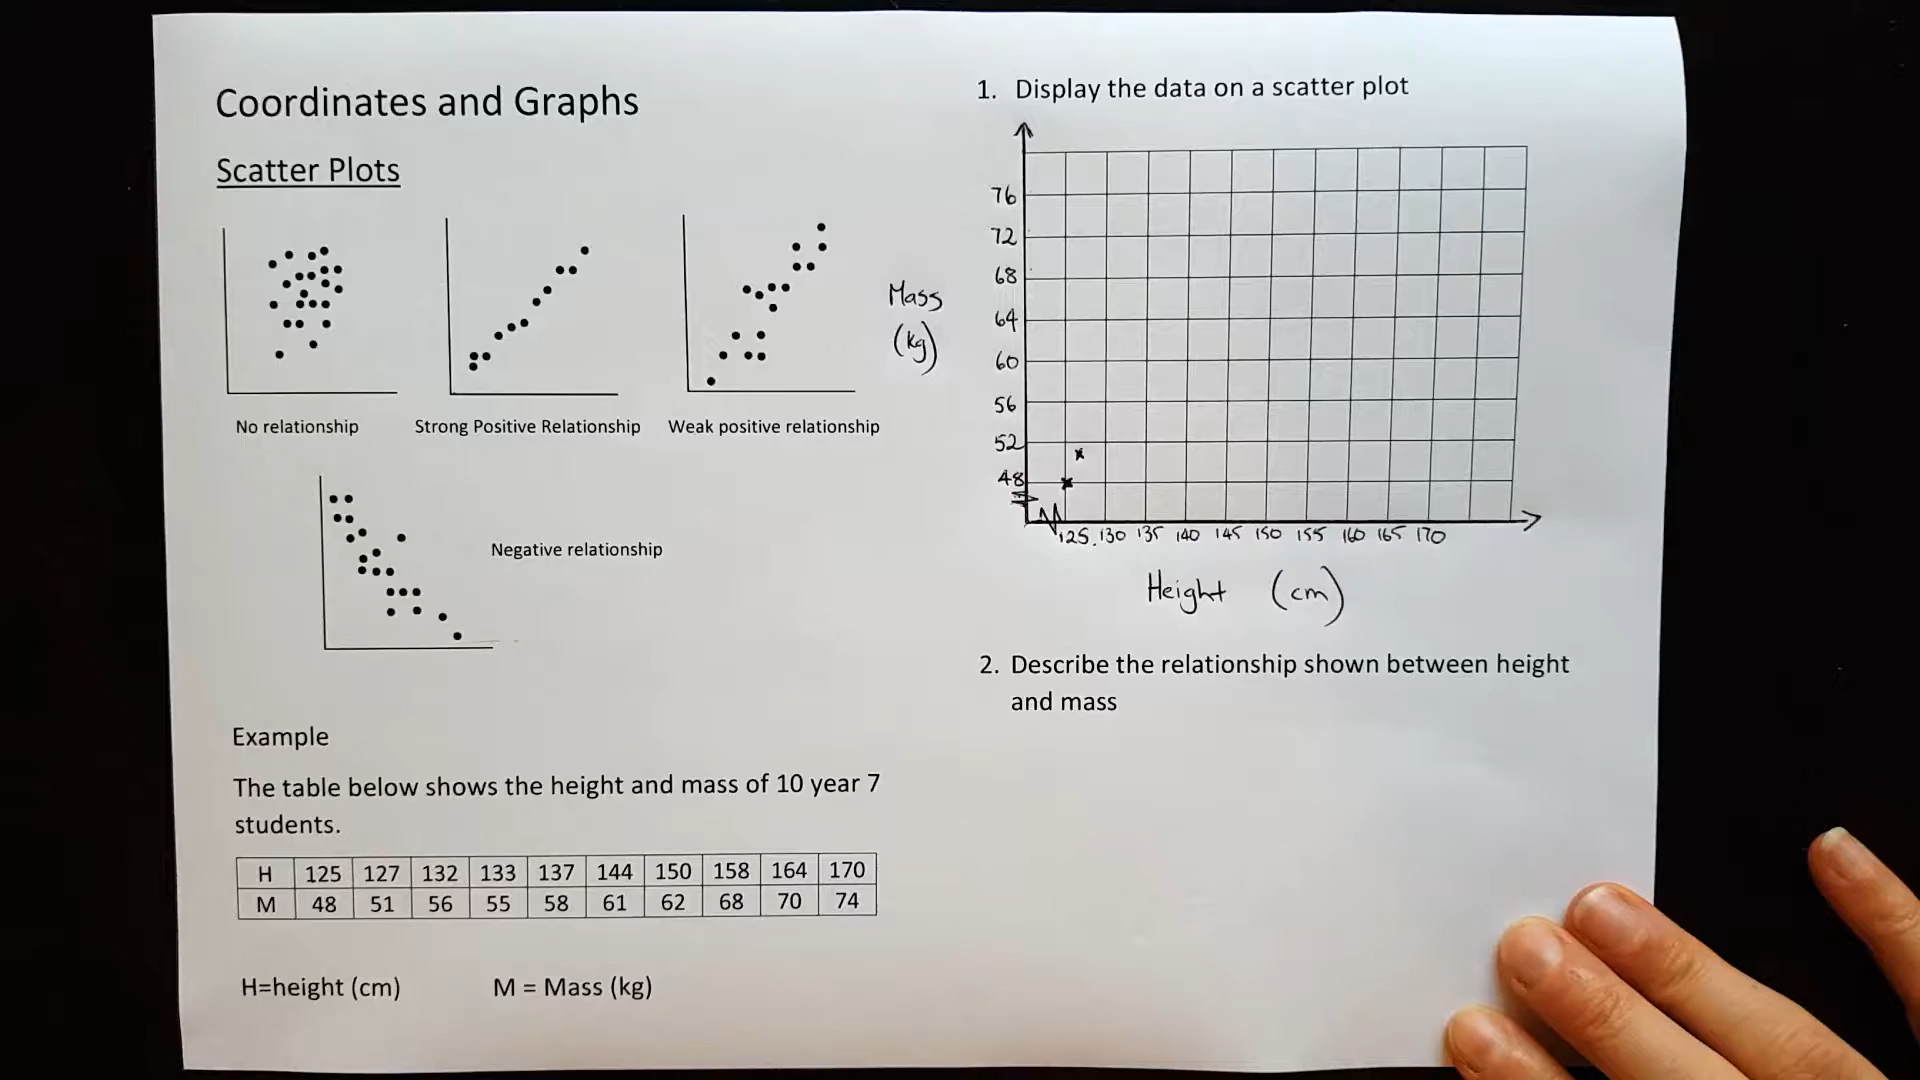 Coordinates and Graphs
Scatter Plots
No relationship
Strong Positive Relationship
Weak positive relationship
Negative relationship
Example
The table below shows the height and mass of 10 year 7
students.
H 125 127 132 133 137 144 150 158 164 170
M 48 51 56 55 58 61 62 68 70 74
H=height (cm) M = Mass (kg)
1. Display the data on a scatter plot
Mass
(kg)
76
72
68
64
60
56
52
48
125 130 135 140 145 150 155 160 165 170
Height (cm)
2. Describe the relationship shown between height
and mass